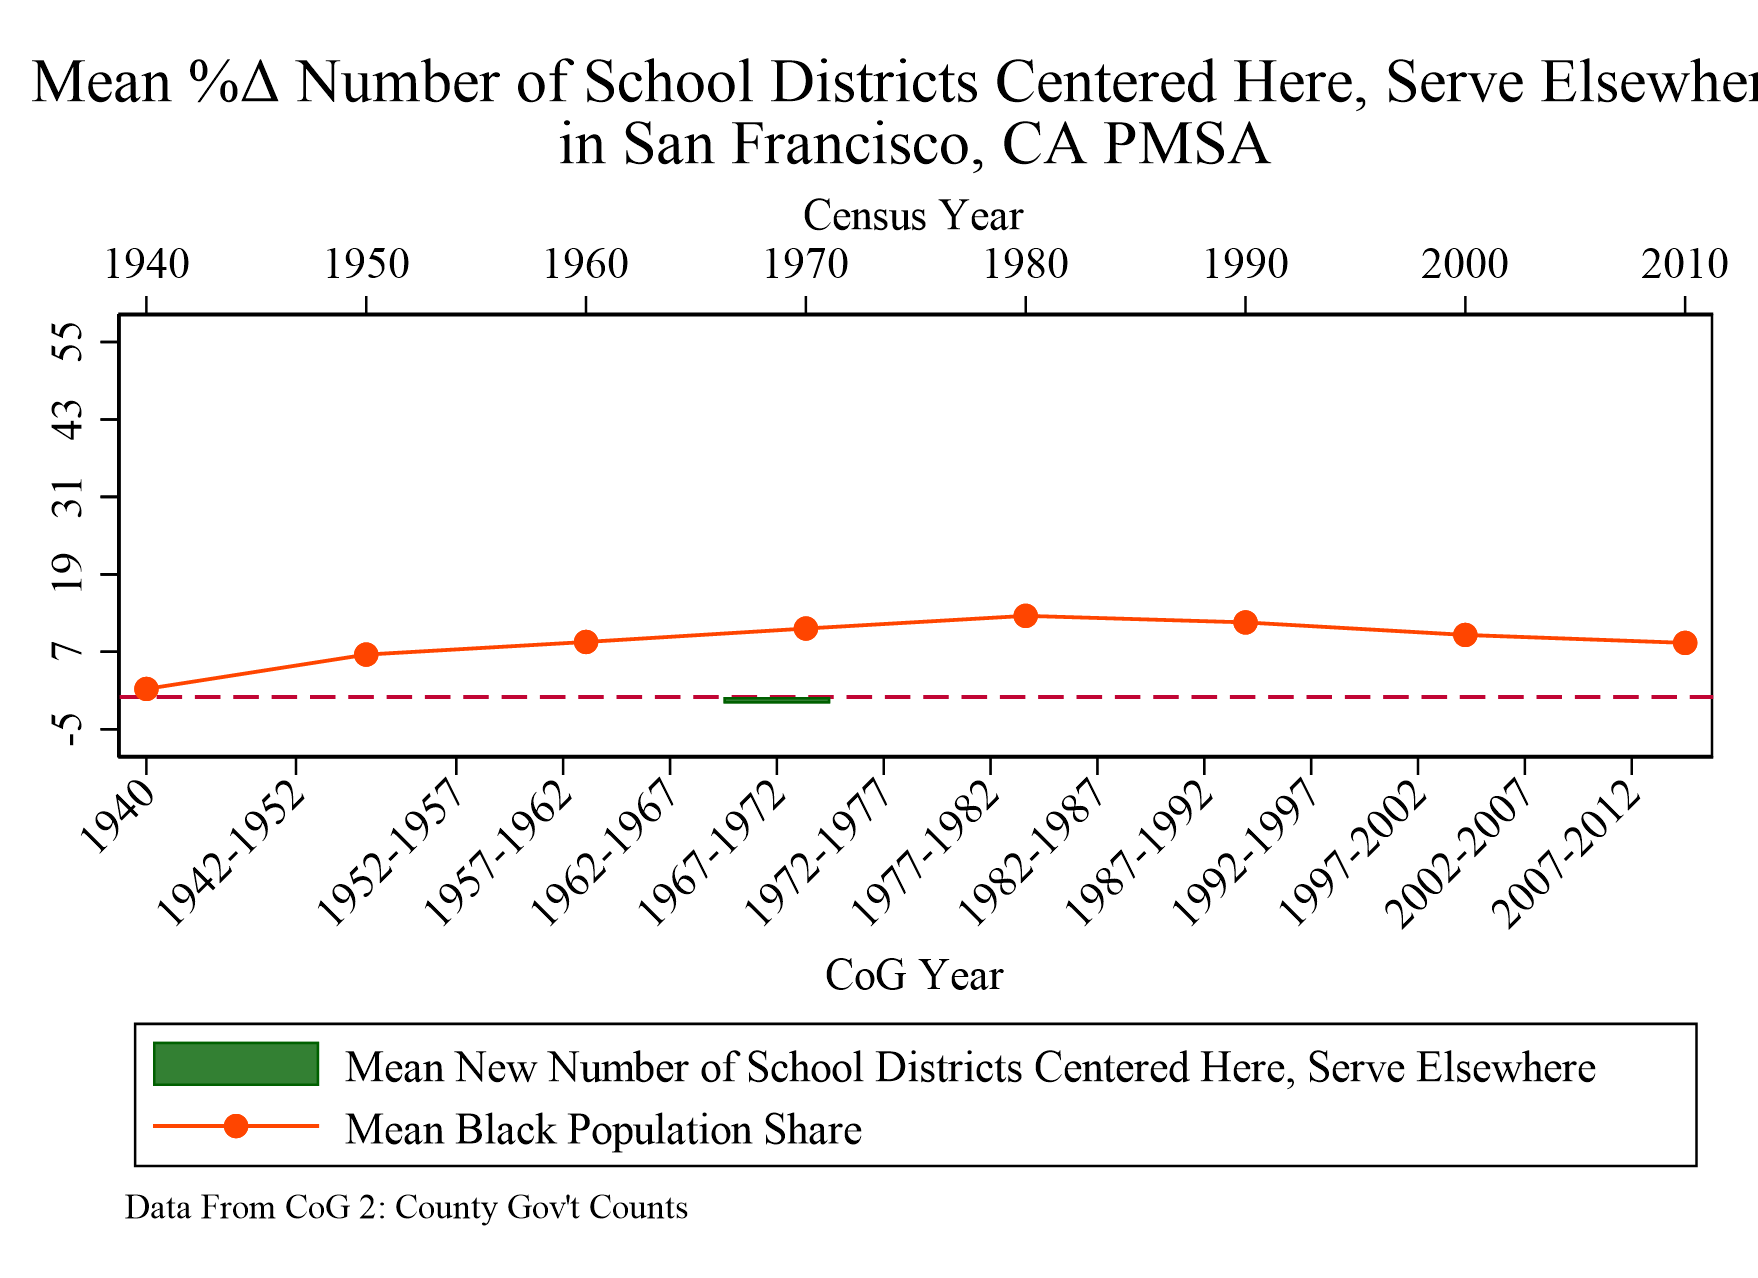 Mean %Δ Number of School Districts Centered Here, Serve Elsewher
in San Francisco, CA PMSA
Census Year
1940 1950 1960 1970 1980 1990 2000 2010
55
43
31
19
7
-5
1940 1942-1952 1952-1957 1957-1962 1962-1967 1967-1972 1972-1977 1977-1982 1982-1987 1987-1992 1992-1997 1997-2002 2002-2007 2007-2012
CoG Year
Mean New Number of School Districts Centered Here, Serve Elsewhere
Mean Black Population Share
Data From CoG 2: County Gov't Counts